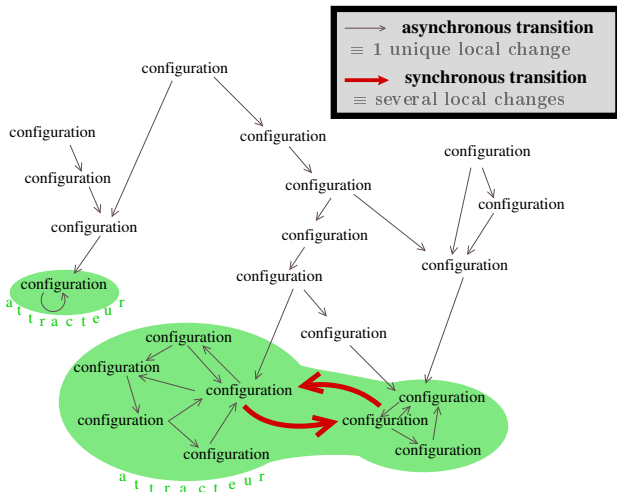 asynchronous transition
≡ 1 unique local change
synchronous transition
≡ several local changes
configuration
configuration
configuration
configuration
configuration
configuration
configuration
configuration
configuration
configuration
configuration
configuration
configuration
attracteur
configuration
configuration
configuration
configuration
configuration
configuration
configuration
configuration
configuration
attracteur